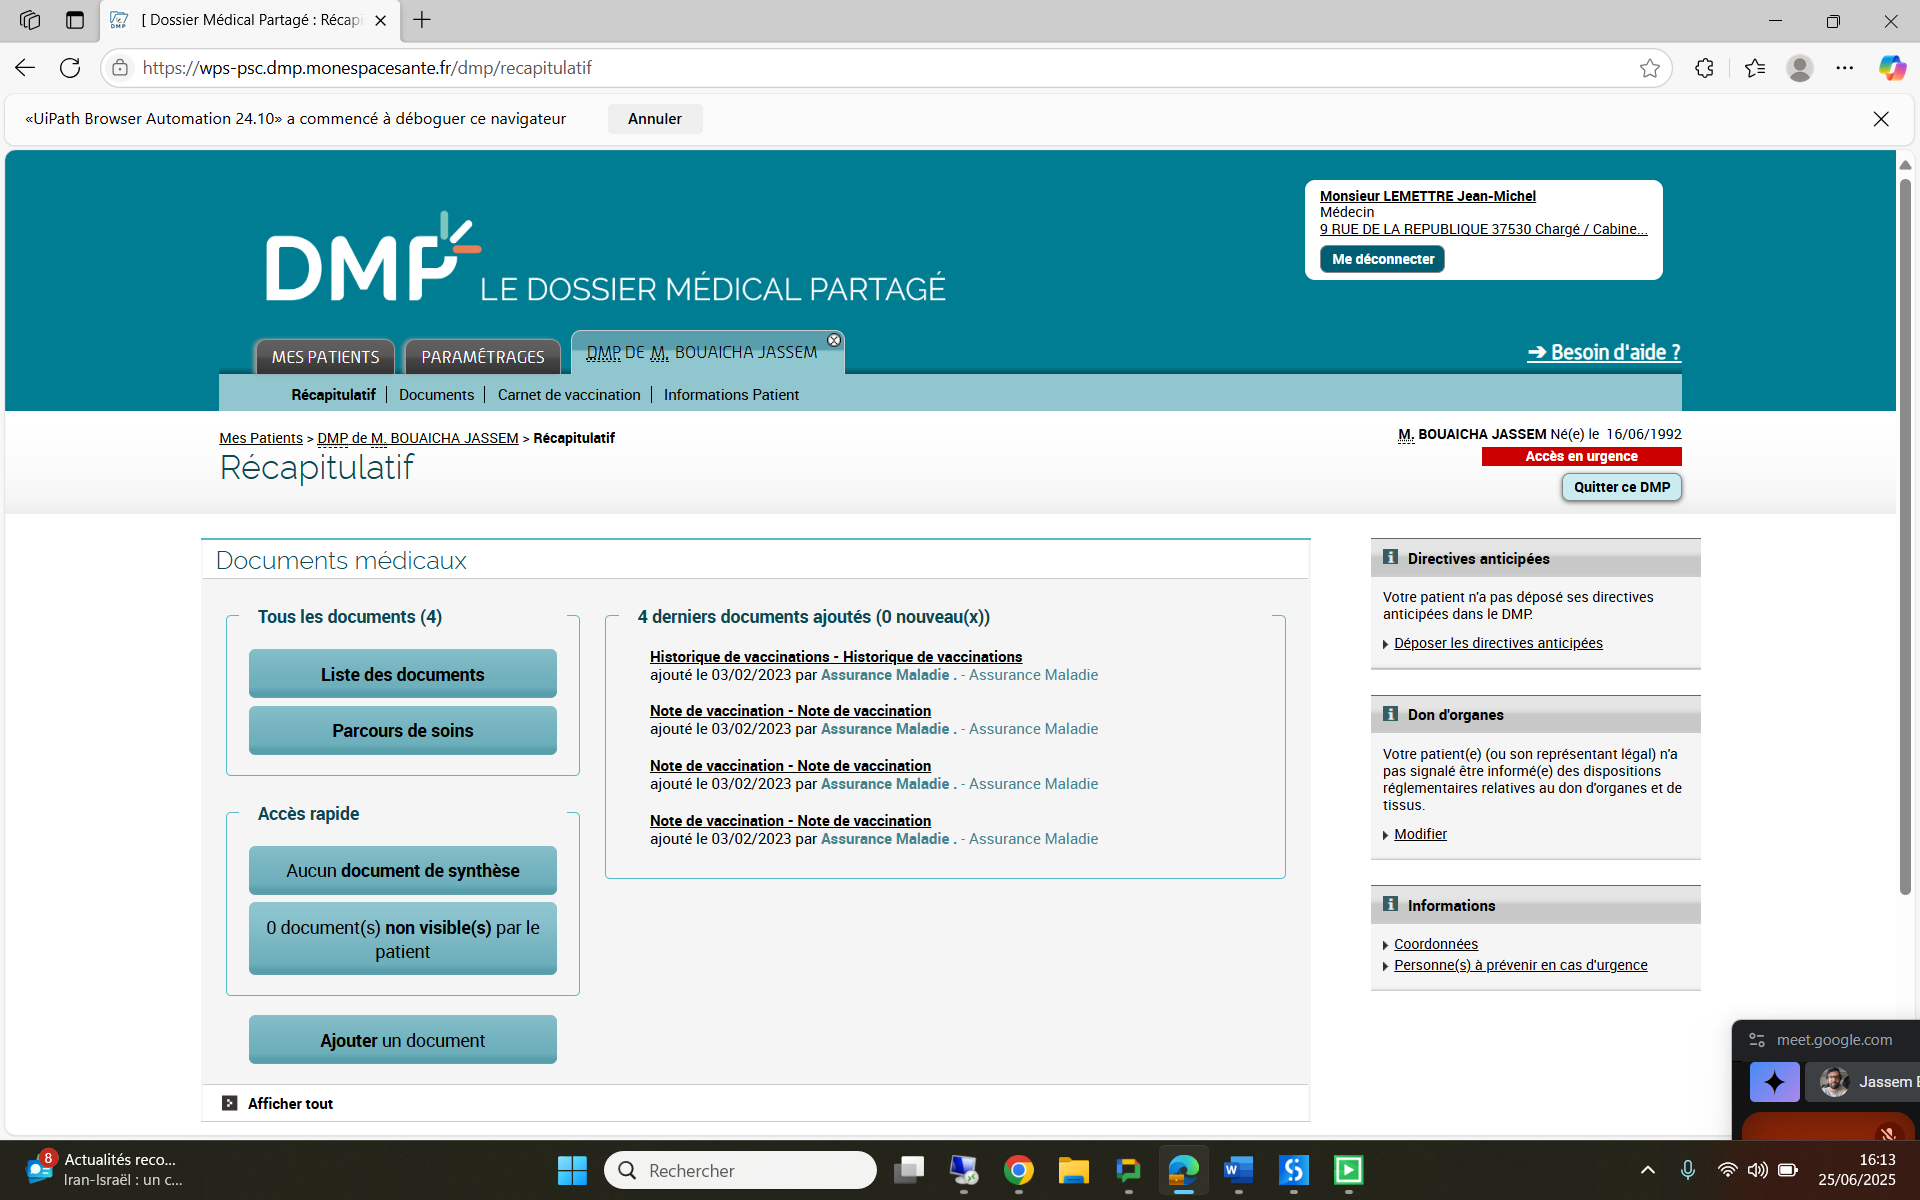 [ Dossier Médical Partagé : Récapi
https://wps-psc.dmp.monespacesante.fr/dmp/recapitulatif
«UiPath Browser Automation 24.10» a commencé à déboguer ce navigateur
Annuler
Monsieur LEMETTRE Jean-Michel
Médecin
9 RUE DE LA REPUBLIQUE 37530 Chargé / Cabine...
Me déconnecter
DMP LE DOSSIER MÉDICAL PARTAGÉ
MES PATIENTS
PARAMÉTRAGES
DMP DE M. BOUAICHA JASSEM
➔ Besoin d'aide ?
Récapitulatif
Documents
Carnet de vaccination
Informations Patient
Mes Patients > DMP de M. BOUAICHA JASSEM > Récapitulatif
Récapitulatif
M. BOUAICHA JASSEM Né(e) le 16/06/1992
Accès en urgence
Quitter ce DMP
Documents médicaux
Tous les documents (4)
Liste des documents
Parcours de soins
Accès rapide
Aucun document de synthèse
0 document(s) non visible(s) par le
patient
Ajouter un document
Afficher tout
4 derniers documents ajoutés (0 nouveau(x))
Historique de vaccinations - Historique de vaccinations
ajouté le 03/02/2023 par Assurance Maladie . - Assurance Maladie
Note de vaccination - Note de vaccination
ajouté le 03/02/2023 par Assurance Maladie . - Assurance Maladie
Note de vaccination - Note de vaccination
ajouté le 03/02/2023 par Assurance Maladie . - Assurance Maladie
Note de vaccination - Note de vaccination
ajouté le 03/02/2023 par Assurance Maladie . - Assurance Maladie
Directives anticipées
Votre patient n'a pas déposé ses directives
anticipées dans le DMP.
Déposer les directives anticipées
Don d'organes
Votre patient(e) (ou son représentant légal) n'a
pas signalé être informé(e) des dispositions
réglementaires relatives au don d'organes et de
tissus.
Modifier
Informations
Coordonnées
Personne(s) à prévenir en cas d'urgence
meet.google.com
Jassem
8
Actualités reco...
Iran-Israël : un c...
Rechercher
16:13
25/06/2025